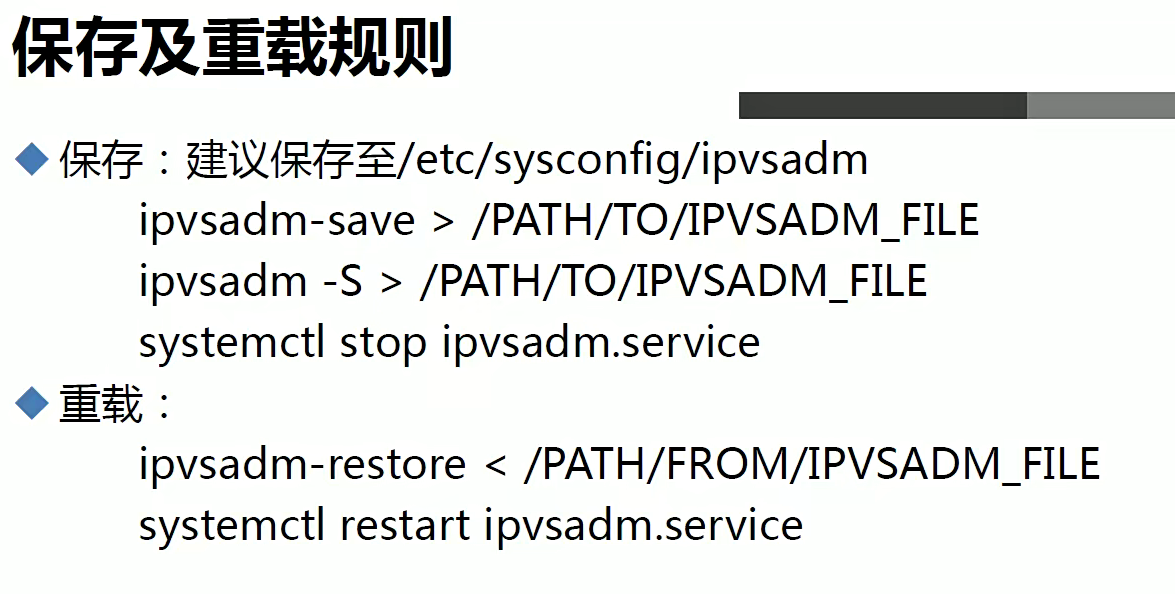 保存及重载规则
保存：建议保存至/etc/sysconfig/ipvsadm
ipvsadm-save > /PATH/TO/IPVSADM_FILE
ipvsadm -S > /PATH/TO/IPVSADM_FILE
systemctl stop ipvsadm.service
重载：
ipvsadm-restore < /PATH/FROM/IPVSADM_FILE
systemctl restart ipvsadm.service